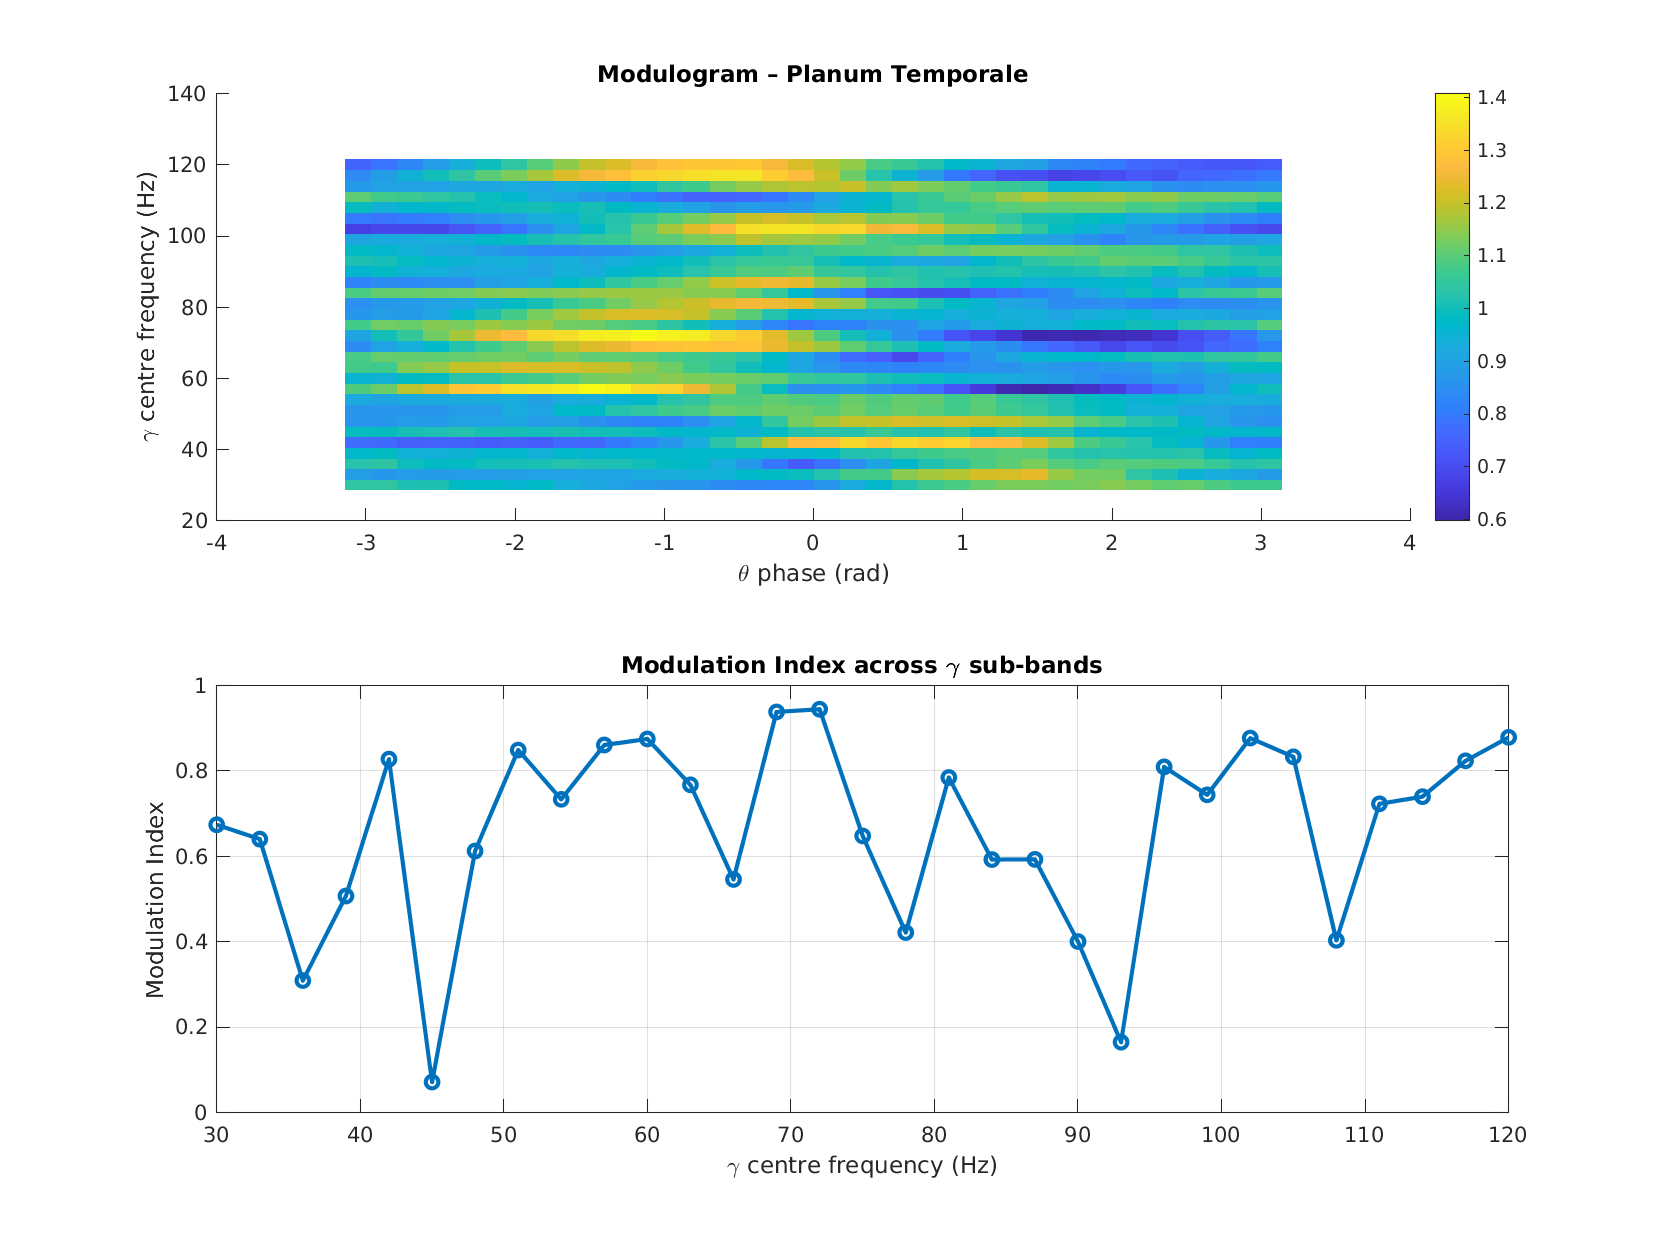 Modulogram – Planum Temporale
140
120
100
80
60
40
20
γ centre frequency (Hz)
-4 -3 -2 -1 0 1 2 3 4
θ phase (rad)
1.4
1.3
1.2
1.1
1
0.9
0.8
0.7
0.6
Modulation Index across γ sub-bands
1
0.8
0.6
0.4
0.2
0
Modulation Index
30 40 50 60 70 80 90 100 110 120
γ centre frequency (Hz)